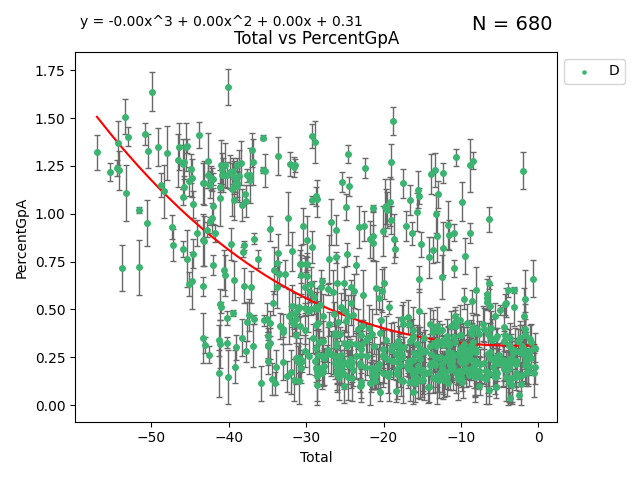 y = -0.00x^3 + 0.00x^2 + 0.00x + 0.31
N = 680
Total vs PercentGpA
D
PercentGpA
1.75
1.50
1.25
1.00
0.75
0.50
0.25
0.00
−50
−40
−30
−20
−10
0
Total